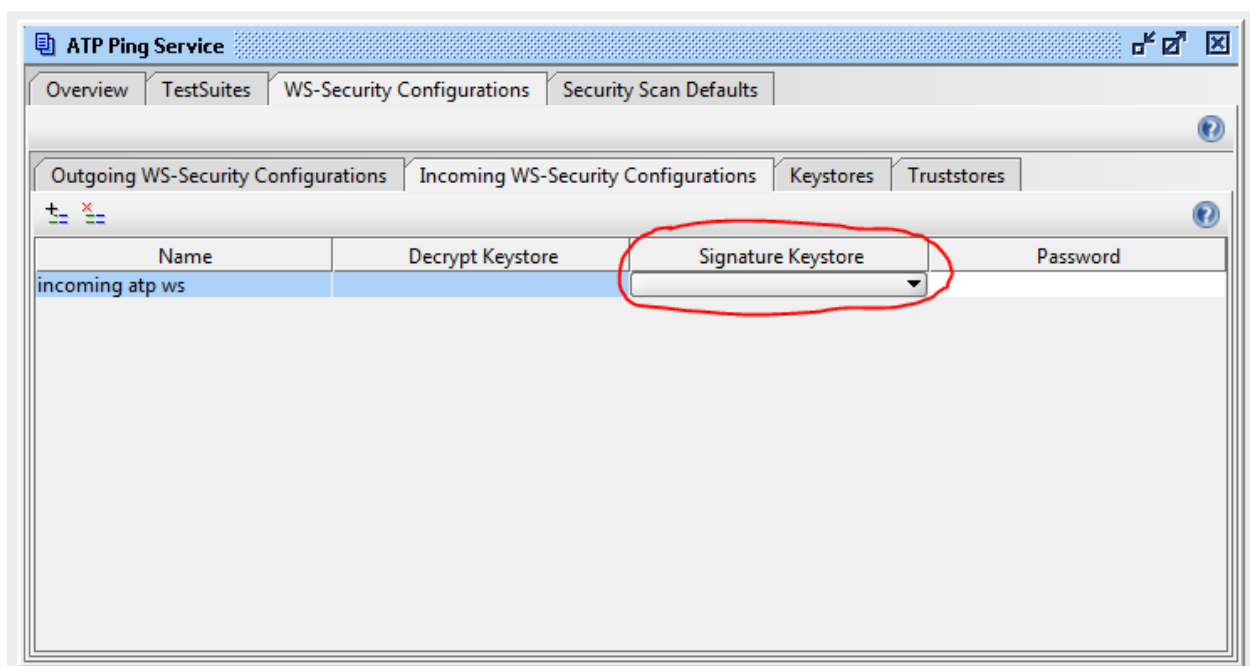 ATP Ping Service
Overview TestSuites WS-Security Configurations Security Scan Defaults
Outgoing WS-Security Configurations Incoming WS-Security Configurations Keystores Truststores
Name Decrypt Keystore Signature Keystore Password
incoming atp ws